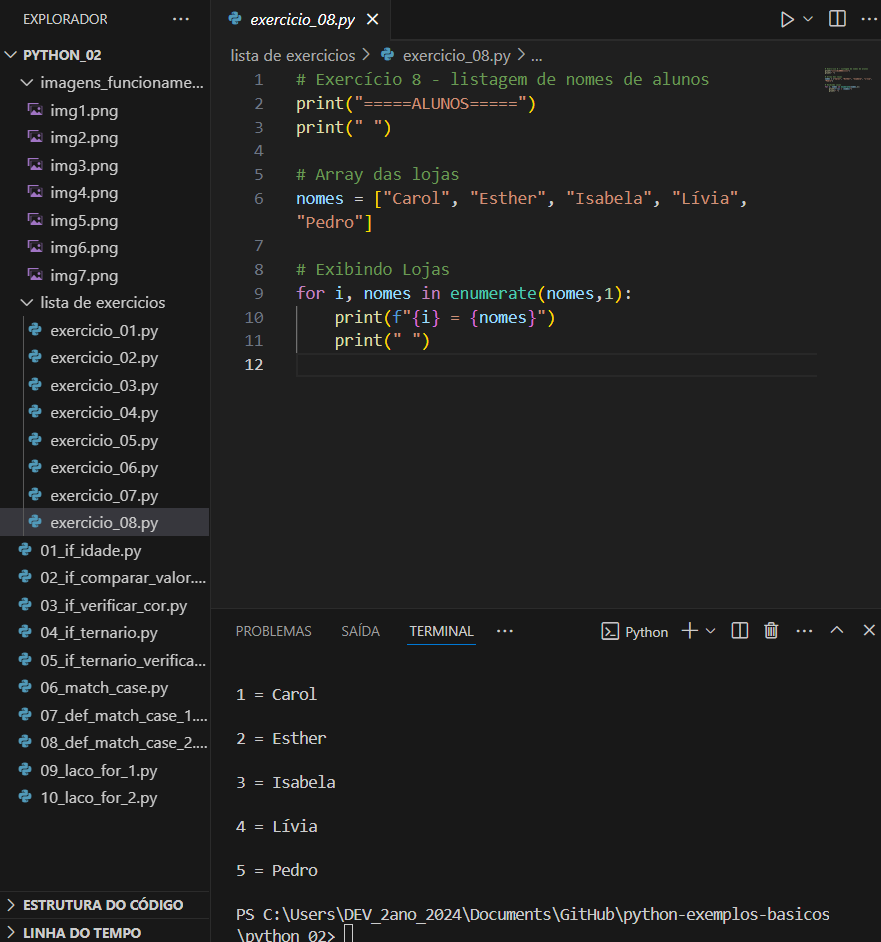 EXPLORADOR ···
PYTHON_02
imagens_funcioname...
img1.png
img2.png
img3.png
img4.png
img5.png
img6.png
img7.png
lista de exercicios
exercicio_01.py
exercicio_02.py
exercicio_03.py
exercicio_04.py
exercicio_05.py
exercicio_06.py
exercicio_07.py
exercicio_08.py
01_if_idade.py
02_if_comparar_valor....
03_if_verificar_cor.py
04_if_ternario.py
05_if_ternario_verifica...
06_match_case.py
07_def_match_case_1....
08_def_match_case_2....
09_laco_for_1.py
10_laco_for_2.py
ESTRUTURA DO CÓDIGO
LINHA DO TEMPO
exercicio_08.py
lista de exercicios > exercicio_08.py > ...
1 # Exercício 8 - listagem de nomes de alunos
2 print("=====ALUNOS=====")
3 print(" ")
4
5 # Array das lojas
6 nomes = ["Carol", "Esther", "Isabela", "Lívia",
"Pedro"]
7
8 # Exibindo Lojas
9 for i, nomes in enumerate(nomes,1):
10 print(f"{i} = {nomes}")
11 print(" ")
12
PROBLEMAS SAÍDA TERMINAL ··· Python
1 = Carol
2 = Esther
3 = Isabela
4 = Lívia
5 = Pedro
PS C:\Users\DEV_2ano_2024\Documents\GitHub\python-exemplos-basicos
\python_02>